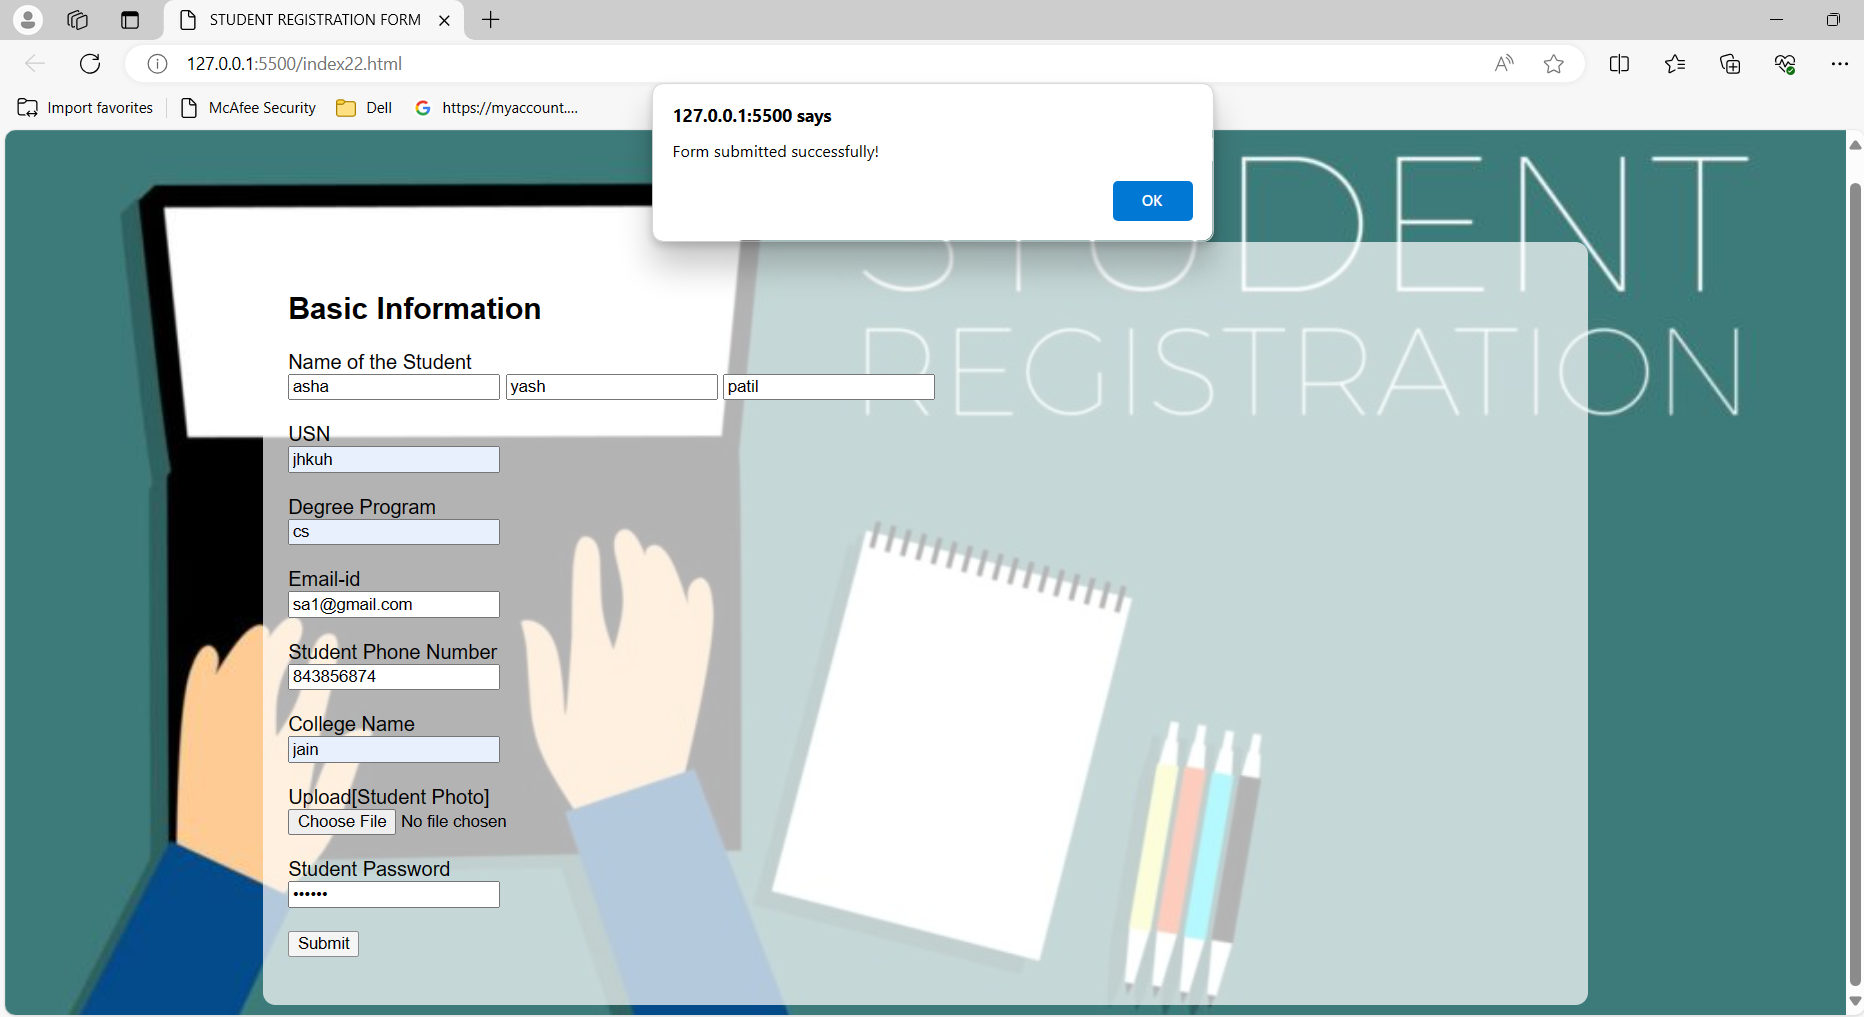 STUDENT REGISTRATION FORM
127.0.0.1:5500/index22.html
Import favorites
McAfee Security
Dell
https://myaccount....
127.0.0.1:5500 says
Form submitted successfully!
OK
STUDENT
REGISTRATION
Basic Information
Name of the Student
asha yash patil
USN
jhkuh
Degree Program
cs
Email-id
sa1@gmail.com
Student Phone Number
843856874
College Name
jain
Upload[Student Photo]
Choose File No file chosen
Student Password
••••••
Submit